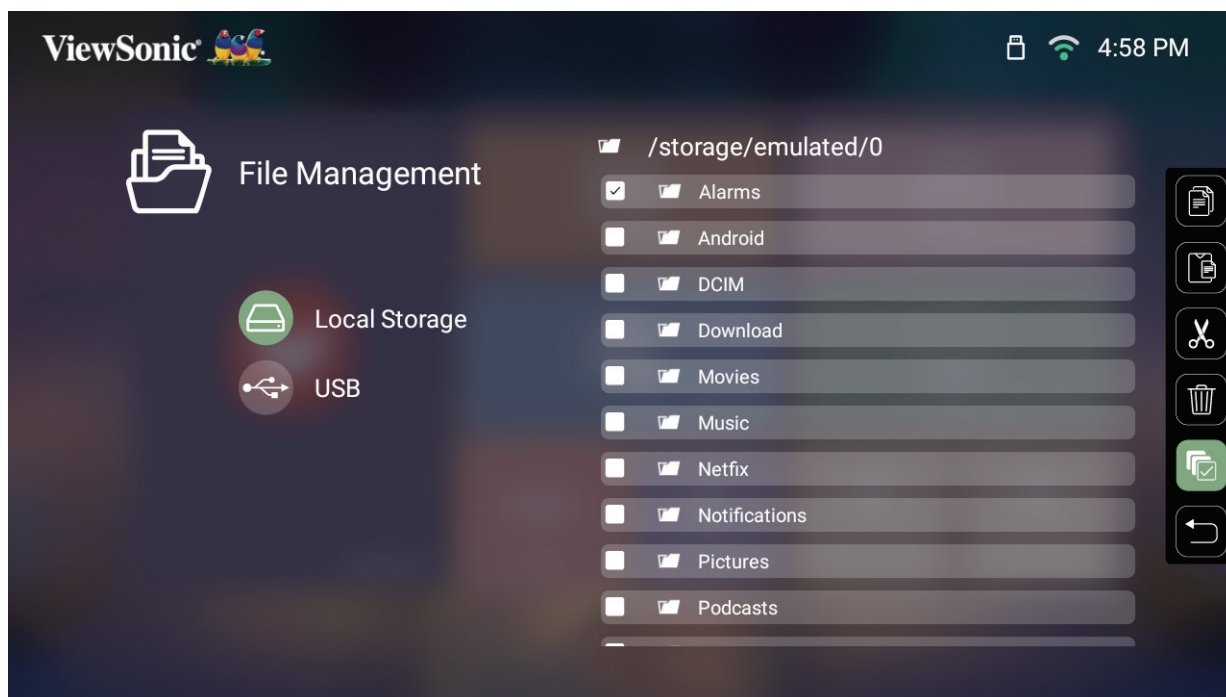 ViewSonic®
4:58 PM
File Management
Local Storage
USB
/storage/emulated/0
Alarms
Android
DCIM
Download
Movies
Music
Netfix
Notifications
Pictures
Podcasts